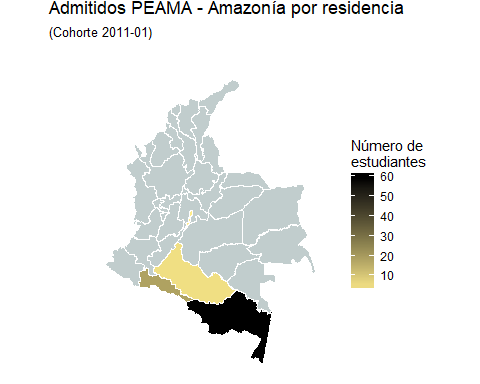 Admitidos PEAMA - Amazonía por residencia
(Cohorte 2011-01)
Número de
estudiantes
60
50
40
30
20
10